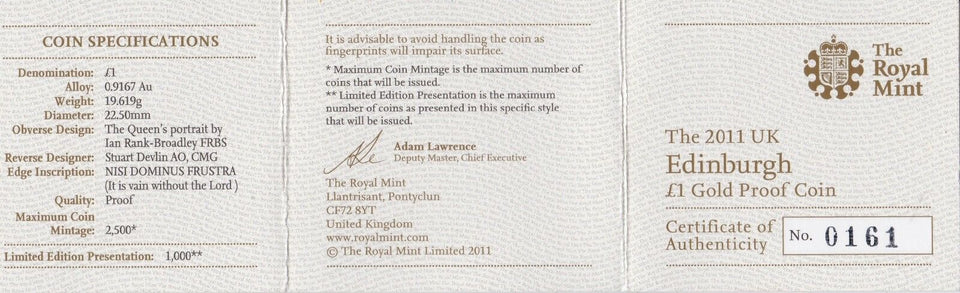 COIN SPECIFICATIONS
Denomination: £1
Alloy: 0.9167 Au
Weight: 19.619g
Diameter: 22.50mm
Obverse Design: The Queen's portrait by
Ian Rank-Broadley FRBS
Reverse Designer: Stuart Devlin AO, CMG
Edge Inscription: NISI DOMINUS FRUSTRA
(It is vain without the Lord )
Quality: Proof
Maximum Coin
Mintage: 2,500*
Limited Edition Presentation: 1,000**
It is advisable to avoid handling the coin as
fingerprints will impair its surface.
* Maximum Coin Mintage is the maximum number of
coins that will be issued.
** Limited Edition Presentation is the maximum
number of coins as presented in this specific style
that will be issued.
Adam Lawrence
Deputy Master, Chief Executive
The Royal Mint
Llantrisant, Pontyclun
CF72 8YT
United Kingdom
www.royalmint.com
© The Royal Mint Limited 2011
The
Royal
Mint
The 2011 UK
Edinburgh
£1 Gold Proof Coin
Certificate of
Authenticity
No. 0161